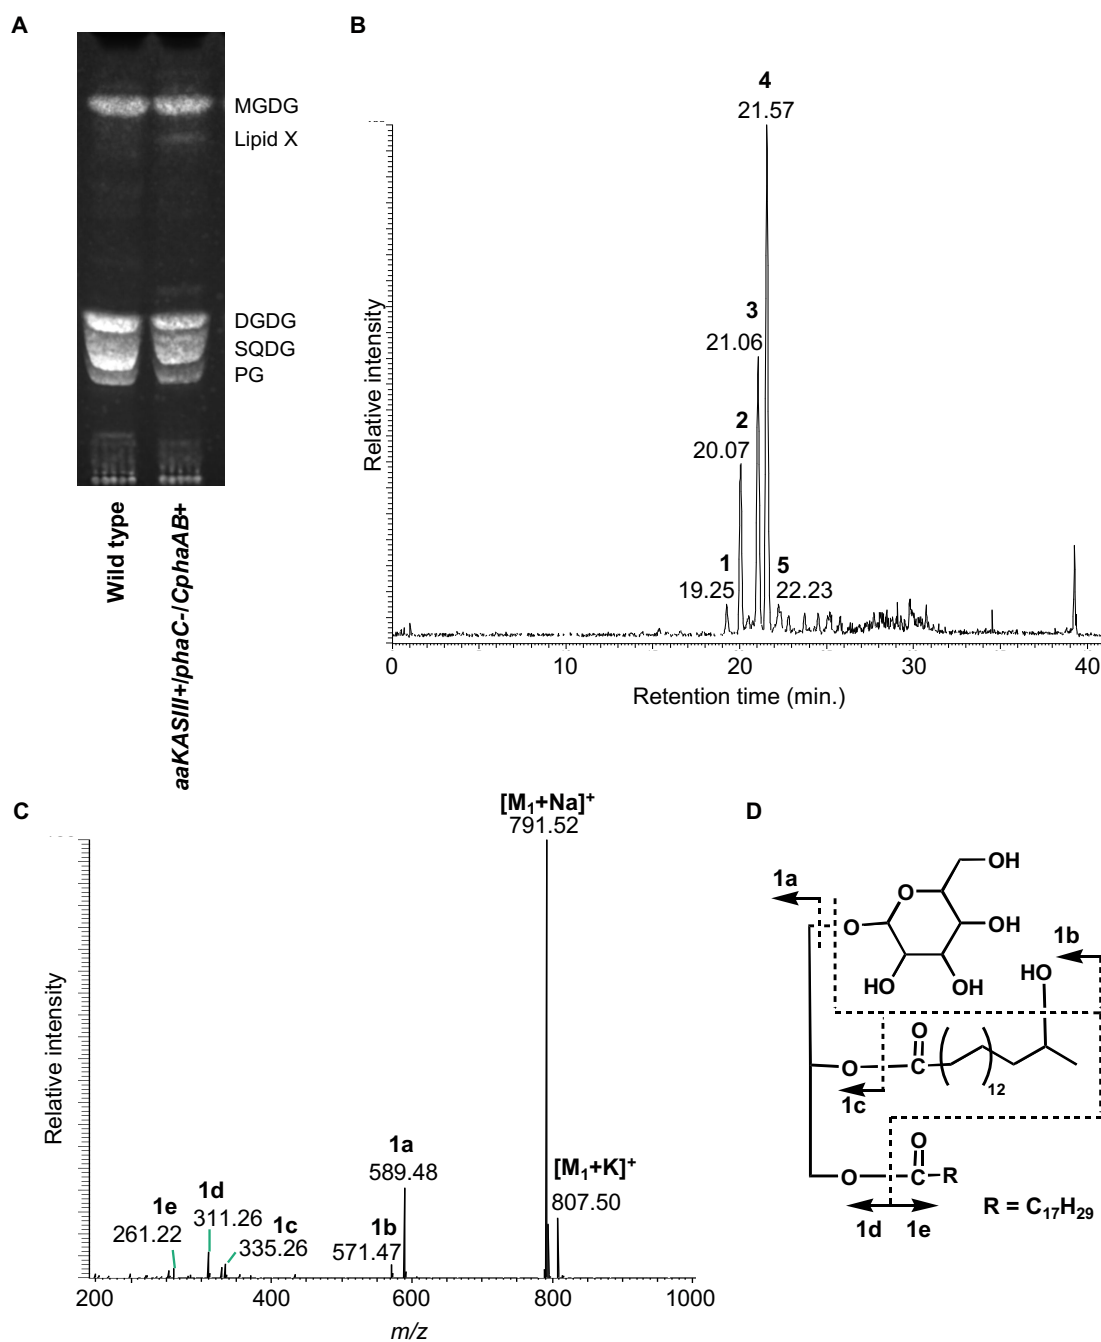 A
MGDG
Lipid X
DGDG
SQDG
PG
Wild type
aaKASIII+/phaC-/CphaAB+
B
Relative intensity
4
21.57
3
21.06
2
20.07
1
19.25
5
22.23
0
10
20
30
40
Retention time (min.)
C
Relative intensity
[M₁+Na]⁺
791.52
1a
589.48
[M₁+K]⁺
807.50
1b
571.47
1d
311.26
1e
261.22
1c
335.26
200
400
600
800
1000
m/z
D
1a
OH
O
O
OH
HO
OH
1b
HO
O
O
C
12
1c
O
O
C
R
1d
1e
R = C₁₇H₂₉